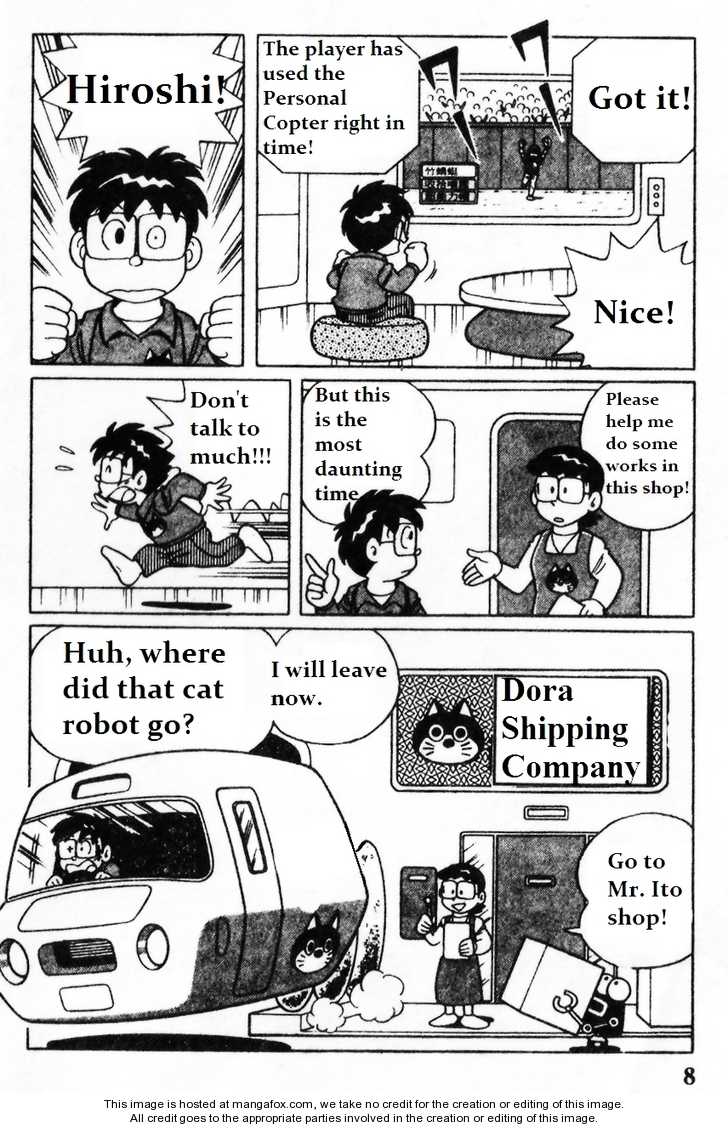 The player has
used the
Personal
Copter right in
time!
Got it!
Nice!
Hiroshi!
Please
help me
do some
works in
this shop!
But this
is the
most
daunting
time
Don't
talk to
much!!!
Huh, where
did that cat
robot go?
I will leave
now.
Dora
Shipping
Company
Go to
Mr. Ito
shop!
8
This image is hosted at mangafox.com, we take no credit for the creation or editing of this image.
All credit goes to the appropriate parties involved in the creation or editing of this image.